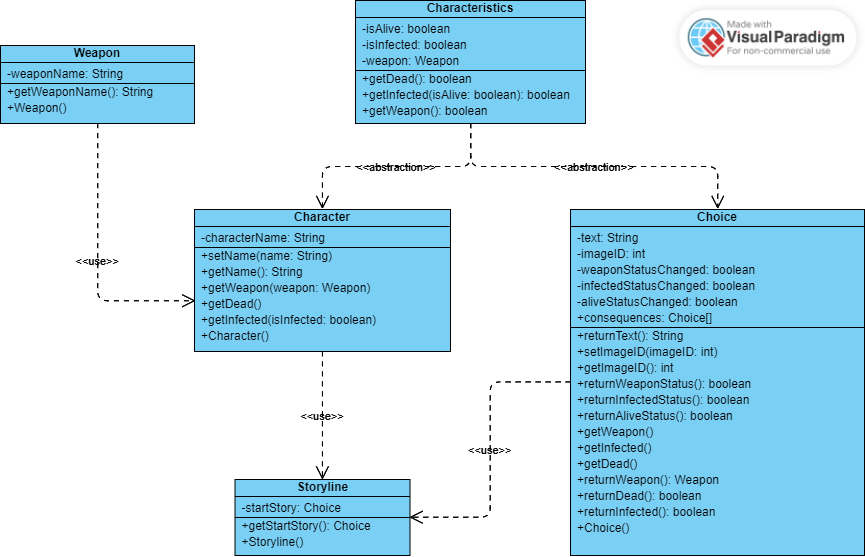 Characteristics
-isAlive: boolean
-isInfected: boolean
-weapon: Weapon
+getDead(): boolean
+getInfected(isAlive: boolean): boolean
+getWeapon(): boolean
Made with
VisualParadigm
For non-commercial use
Weapon
-weaponName: String
+getWeaponName(): String
+Weapon()
<<abstraction>>
<<abstraction>>
<<use>>
Character
-characterName: String
+setName(name: String)
+getName(): String
+getWeapon(weapon: Weapon)
+getDead()
+getInfected(isInfected: boolean)
+Character()
Choice
-text: String
-imageID: int
-weaponStatusChanged: boolean
-infectedStatusChanged: boolean
-aliveStatusChanged: boolean
+consequences: Choice[]
+returnText(): String
+setImageID(imageID: int)
+getImageID(): int
+returnWeaponStatus(): boolean
+returnInfectedStatus(): boolean
+returnAliveStatus(): boolean
+getWeapon()
+getInfected()
+getDead()
+returnWeapon(): Weapon
+returnDead(): boolean
+returnInfected(): boolean
+Choice()
<<use>>
<<use>>
Storyline
-startStory: Choice
+getStartStory(): Choice
+Storyline()